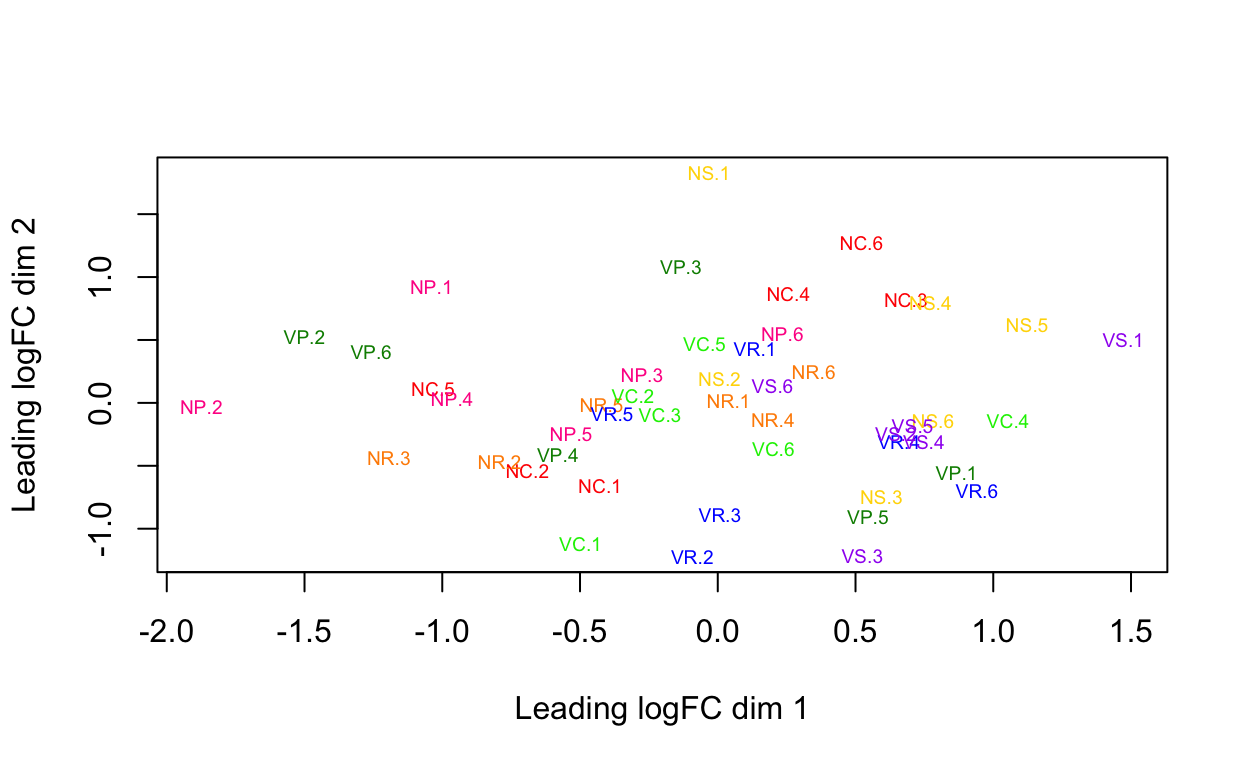 NS.1
NC.6
VP.3
NP.1
NC.4
NC.3
NS.4
NS.5
VP.2
NP.6
VS.1
VC.5
VR.1
VP.6
NP.3
NS.2
VS.6
NR.6
NC.5
NP.4
VC.2
NP.2
NR.5
VR.5
VC.3
NR.1
NR.4
VS.5
NS.6
VC.4
NP.5
VS.2
VR.4
VS.4
VC.6
NR.3
NR.2
VP.4
NC.2
NC.1
VP.1
VR.6
NS.3
VR.3
VP.5
VC.1
VR.2
VS.3
1.0
0.0
-1.0
Leading logFC dim 2
-2.0 -1.5 -1.0 -0.5 0.0 0.5 1.0 1.5
Leading logFC dim 1